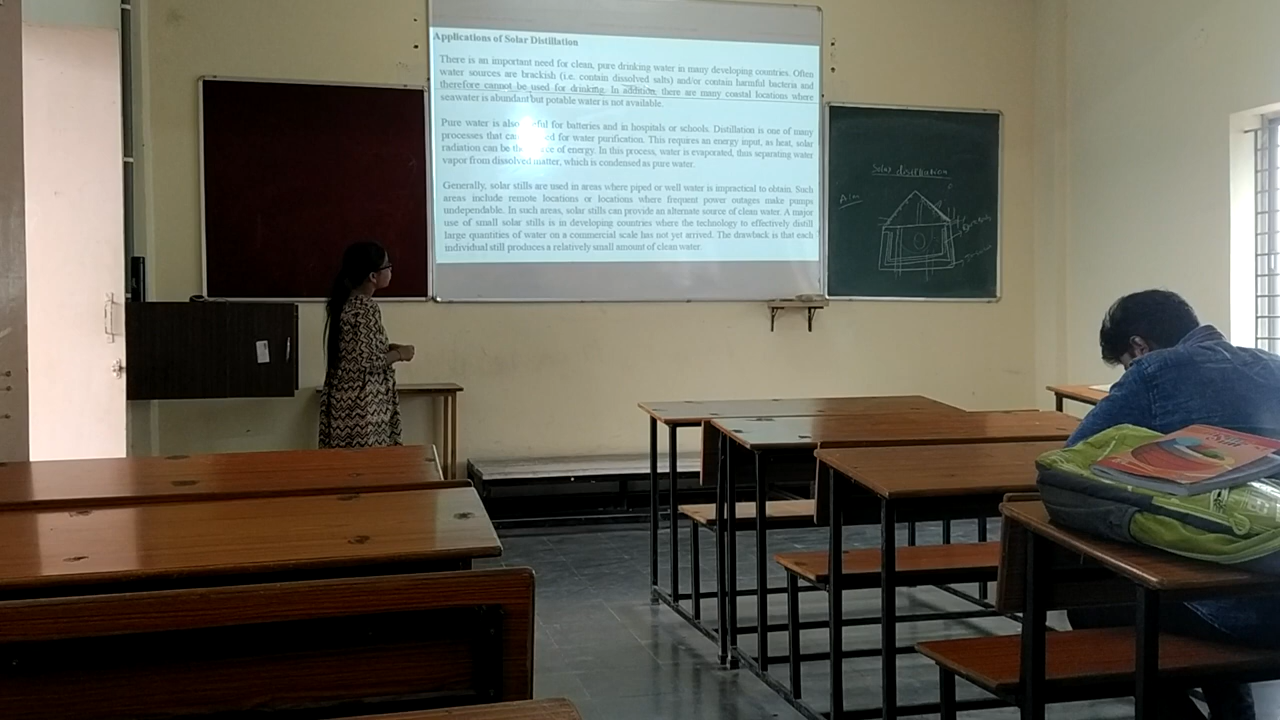 Applications of Solar Distillation
There is an important need for clean, pure drinking water in many developing countries. Often
water sources are brackish (i.e. contain dissolved salts) and/or contain harmful bacteria and
therefore cannot be used for drinking. In addition, there are many coastal locations where
seawater is abundant but potable water is not available.
Pure water is also for batteries and in hospitals or schools. Distillation is one of many
processes that can for water purification. This requires an energy input, as heat, solar
radiation can be the of energy. In this process, water is evaporated, thus separating water
vapor from dissolved matter, which is condensed as pure water.
Generally, solar stills are used in areas where piped or well water is impractical to obtain. Such
areas include remote locations or locations where frequent power outages make pumps
undependable. In such areas, solar stills can provide an alternate source of clean water. A major
use of small solar stills is in developing countries where the technology to effectively distill
large quantities of water on a commercial scale has not yet arrived. The drawback is that each
individual still produces a relatively small amount of clean water.
Solar distillation
Aim